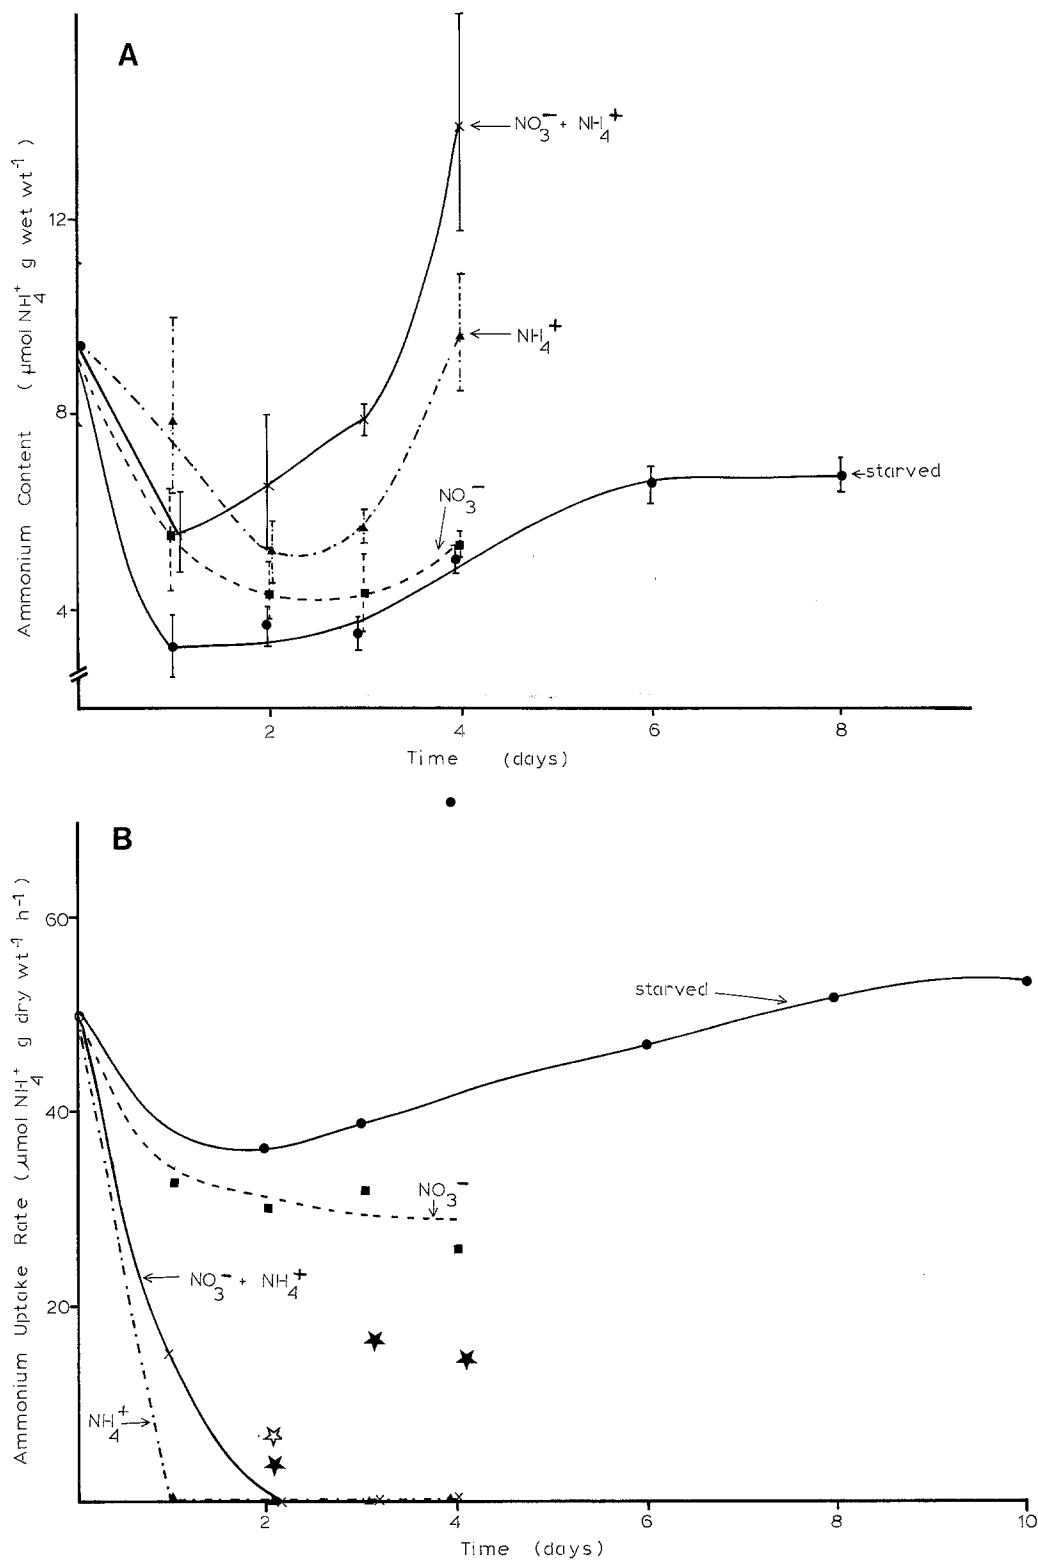 A
Ammonium Content (μmol NH₄⁺ g wet wt⁻¹)
NO₃⁻ + NH₄⁺
12
NH₄⁺
8
starved
NO₃⁻
4
2 4 6 8
Time (days)
B
Ammonium Uptake Rate (μmol NH₄⁺ g dry wt⁻¹ h⁻¹)
60
starved
40
NO₃⁻
NO₃⁻ + NH₄⁺
20
NH₄⁺
2 4 6 8 10
Time (days)